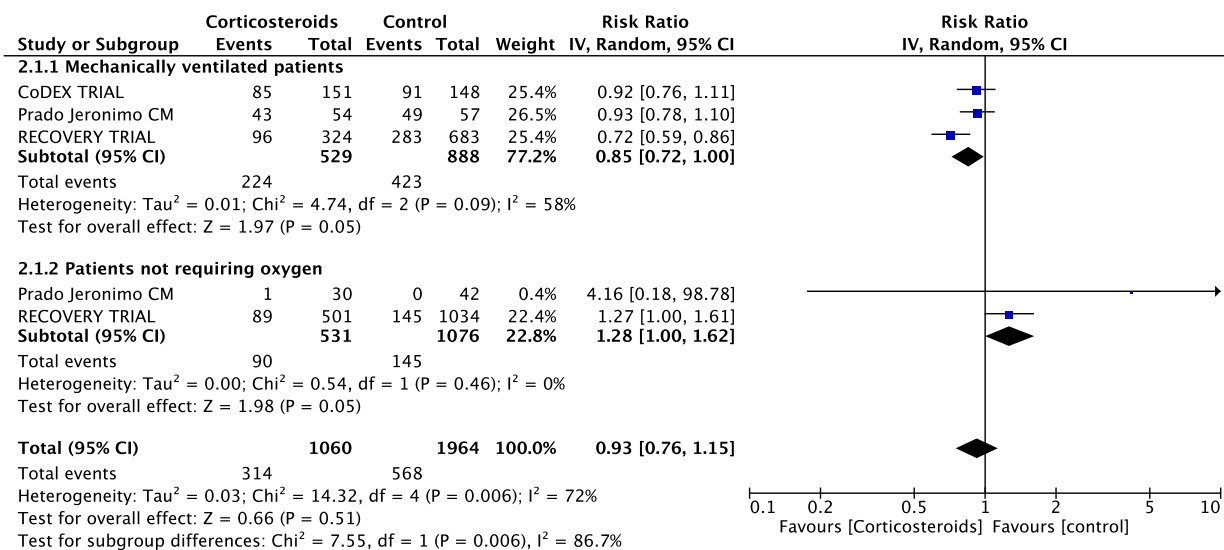 Corticosteroids Control Risk Ratio Risk Ratio
Study or Subgroup Events Total Events Total Weight IV, Random, 95% CI IV, Random, 95% CI
2.1.1 Mechanically ventilated patients
CoDEX TRIAL 85 151 91 148 25.4% 0.92 [0.76, 1.11]
Prado Jeronimo CM 43 54 49 57 26.5% 0.93 [0.78, 1.10]
RECOVERY TRIAL 96 324 283 683 25.4% 0.72 [0.59, 0.86]
Subtotal (95% CI) 529 888 77.2% 0.85 [0.72, 1.00]
Total events 224 423
Heterogeneity: Tau² = 0.01; Chi² = 4.74, df = 2 (P = 0.09); I² = 58%
Test for overall effect: Z = 1.97 (P = 0.05)
2.1.2 Patients not requiring oxygen
Prado Jeronimo CM 1 30 0 42 0.4% 4.16 [0.18, 98.78]
RECOVERY TRIAL 89 501 145 1034 22.4% 1.27 [1.00, 1.61]
Subtotal (95% CI) 531 1076 22.8% 1.28 [1.00, 1.62]
Total events 90 145
Heterogeneity: Tau² = 0.00; Chi² = 0.54, df = 1 (P = 0.46); I² = 0%
Test for overall effect: Z = 1.98 (P = 0.05)
Total (95% CI) 1060 1964 100.0% 0.93 [0.76, 1.15]
Total events 314 568
Heterogeneity: Tau² = 0.03; Chi² = 14.32, df = 4 (P = 0.006); I² = 72%
Test for overall effect: Z = 0.66 (P = 0.51)
Test for subgroup differences: Chi² = 7.55, df = 1 (P = 0.006), I² = 86.7%
0.1 0.2 0.5 1 2 5 10
Favours [Corticosteroids] Favours [control]